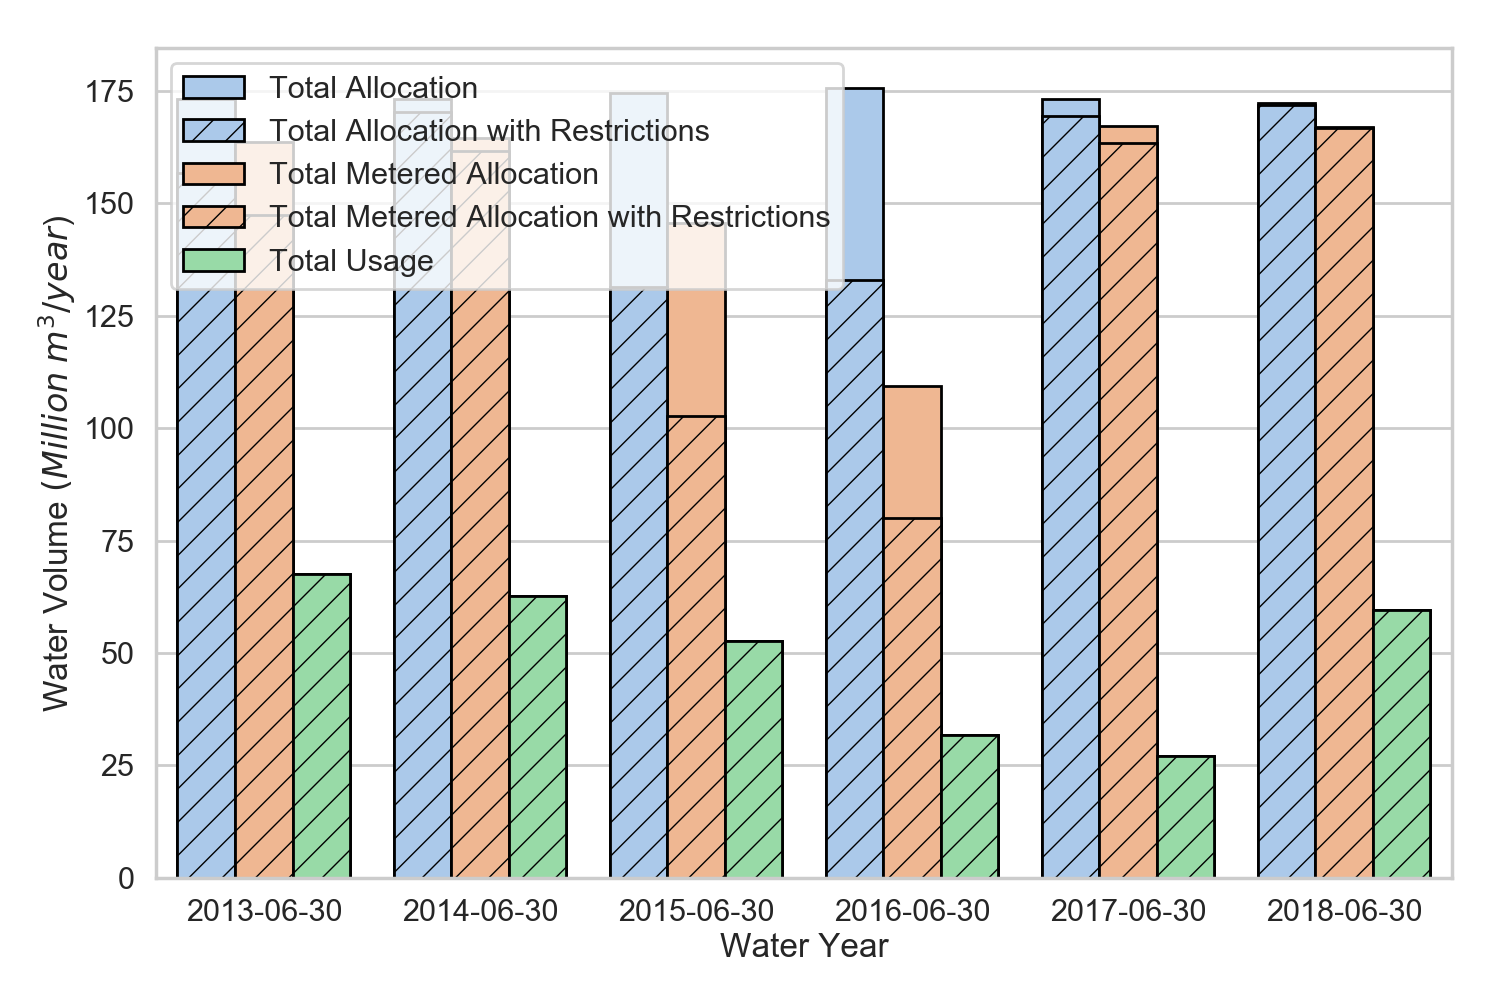 Total Allocation
Total Allocation with Restrictions
Total Metered Allocation
Total Metered Allocation with Restrictions
Total Usage
175
150
125
100
75
50
25
0
Water Volume (Million m³/year)
2013-06-30 2014-06-30 2015-06-30 2016-06-30 2017-06-30 2018-06-30
Water Year